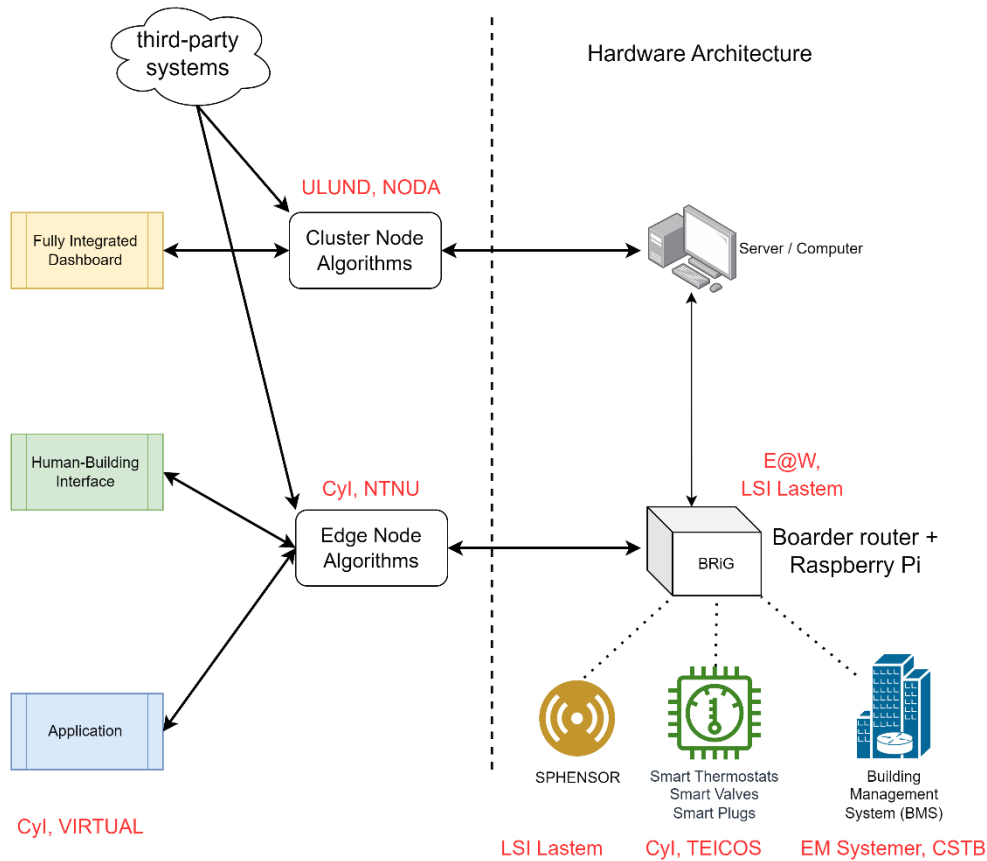 third-party
systems
Hardware Architecture
ULUND, NODA
Fully Integrated
Dashboard
Cluster Node
Algorithms
Server / Computer
Human-Building
Interface
CyI, NTNU
Edge Node
Algorithms
E@W,
LSI Lastem
BRiG
Boarder router +
Raspberry Pi
Application
SPHENSOR
Smart Thermostats
Smart Valves
Smart Plugs
Building
Management
System (BMS)
CyI, VIRTUAL
LSI Lastem
CyI, TEICOS
EM Systemer, CSTB